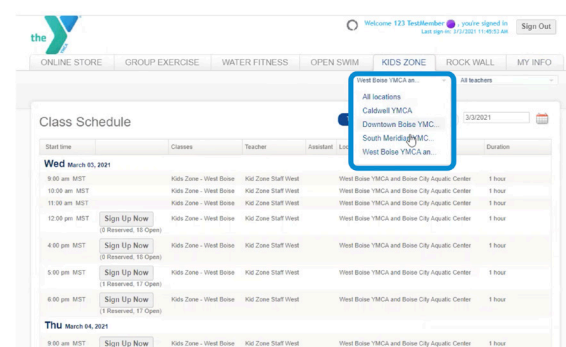 the
Welcome 123 TestMember , you're signed in
Last sign in: 3/3/2021 11:48:53 AM
Sign Out
ONLINE STORE GROUP EXERCISE WATER FITNESS OPEN SWIM KIDS ZONE ROCK WALL MY INFO
West Boise YMCA an... All teachers
All locations
Caldwell YMCA
Downtown Boise YMC...
South Meridian YMC...
West Boise YMCA an...
Class Schedule 3/3/2021
Start time Classes Teacher Assistant Duration
Wed March 03, 2021
9:00 am MST Kids Zone - West Boise Kid Zone Staff West West Boise YMCA and Boise City Aquatic Center 1 hour
10:00 am MST Kids Zone - West Boise Kid Zone Staff West West Boise YMCA and Boise City Aquatic Center 1 hour
11:00 am MST Kids Zone - West Boise Kid Zone Staff West West Boise YMCA and Boise City Aquatic Center 1 hour
12:00 pm MST Sign Up Now Kids Zone - West Boise Kid Zone Staff West West Boise YMCA and Boise City Aquatic Center 1 hour
(0 Reserved, 18 Open)
4:00 pm MST Sign Up Now Kids Zone - West Boise Kid Zone Staff West West Boise YMCA and Boise City Aquatic Center 1 hour
(0 Reserved, 18 Open)
5:00 pm MST Sign Up Now Kids Zone - West Boise Kid Zone Staff West West Boise YMCA and Boise City Aquatic Center 1 hour
(1 Reserved, 17 Open)
6:00 pm MST Sign Up Now Kids Zone - West Boise Kid Zone Staff West West Boise YMCA and Boise City Aquatic Center 1 hour
(1 Reserved, 17 Open)
Thu March 04, 2021
9:00 am MST Sign Up Now Kids Zone - West Boise Kid Zone Staff West West Boise YMCA and Boise City Aquatic Center 1 hour